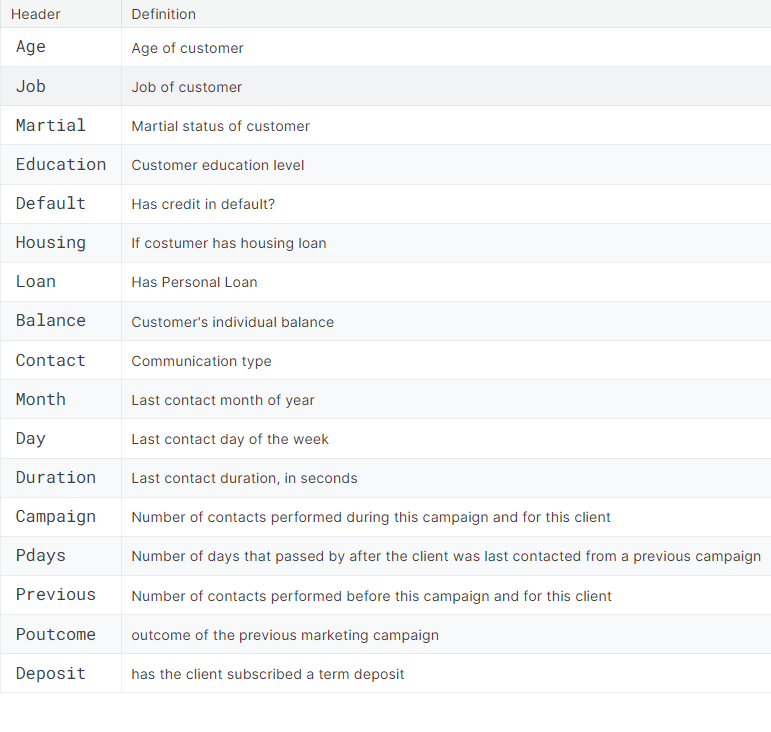 Header Definition
Age Age of customer
Job Job of customer
Martial Martial status of customer
Education Customer education level
Default Has credit in default?
Housing If costumer has housing loan
Loan Has Personal Loan
Balance Customer's individual balance
Contact Communication type
Month Last contact month of year
Day Last contact day of the week
Duration Last contact duration, in seconds
Campaign Number of contacts performed during this campaign and for this client
Pdays Number of days that passed by after the client was last contacted from a previous campaign
Previous Number of contacts performed before this campaign and for this client
Poutcome outcome of the previous marketing campaign
Deposit has the client subscribed a term deposit